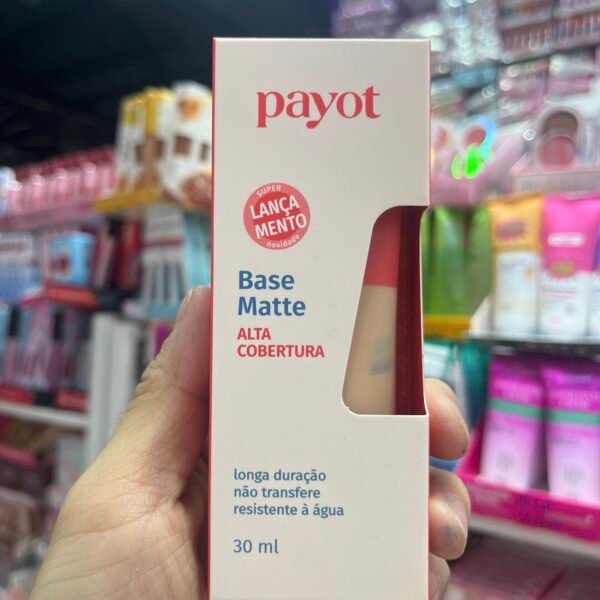 payot
SUPER
LANÇA
MENTO
novidade
Base
Matte
ALTA
COBERTURA
longa duração
não transfere
resistente à água
30 ml